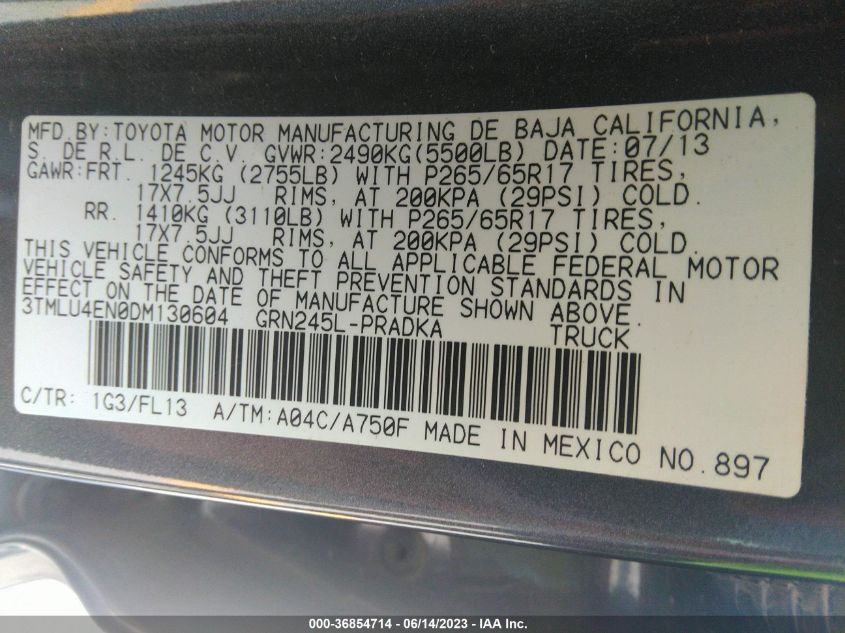 MFD.BY:TOYOTA MOTOR MANUFACTURING DE BAJA CALIFORNIA,
S. DE R.L. DE C.V. GVWR:2490KG(5500LB) DATE:07/13
GAWR:FRT. 1245KG (2755LB) WITH P265/65R17 TIRES,
17X7.5JJ RIMS, AT 200KPA (29PSI) COLD.
RR. 1410KG (3110LB) WITH P265/65R17 TIRES,
17X7.5JJ RIMS, AT 200KPA (29PSI) COLD.
THIS VEHICLE CONFORMS TO ALL APPLICABLE FEDERAL MOTOR
VEHICLE SAFETY AND THEFT PREVENTION STANDARDS IN
EFFECT ON THE DATE OF MANUFACTURE SHOWN ABOVE.
3TMLU4EN0DM130604 GRN245L-PRADKA TRUCK
C/TR: 1G3/FL13 A/TM:A04C/A750F MADE IN MEXICO NO.897
000-36854714 - 06/14/2023 - IAA Inc.